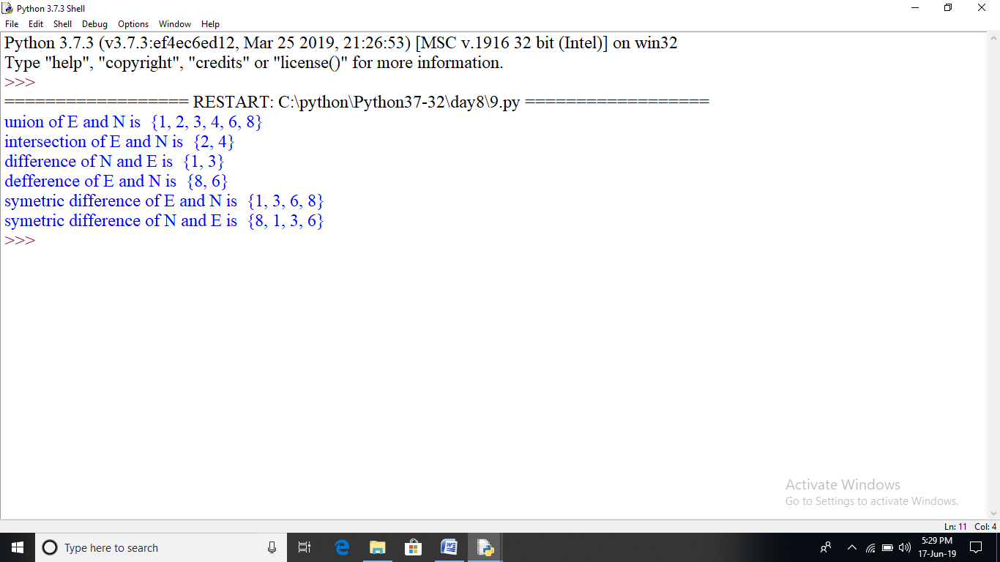 Python 3.7.3 Shell
File Edit Shell Debug Options Window Help
Python 3.7.3 (v3.7.3:ef4ec6ed12, Mar 25 2019, 21:26:53) [MSC v.1916 32 bit (Intel)] on win32
Type "help", "copyright", "credits" or "license()" for more information.
>>>
================== RESTART: C:\python\Python37-32\day8\9.py ==================
union of E and N is  {1, 2, 3, 4, 6, 8}
intersection of E and N is  {2, 4}
difference of N and E is  {1, 3}
defference of E and N is  {8, 6}
symetric difference of E and N is  {1, 3, 6, 8}
symetric difference of N and E is  {8, 1, 3, 6}
>>>
Activate Windows
Go to Settings to activate Windows.
Ln: 11 Col: 4
Type here to search
5:29 PM
17-Jun-19